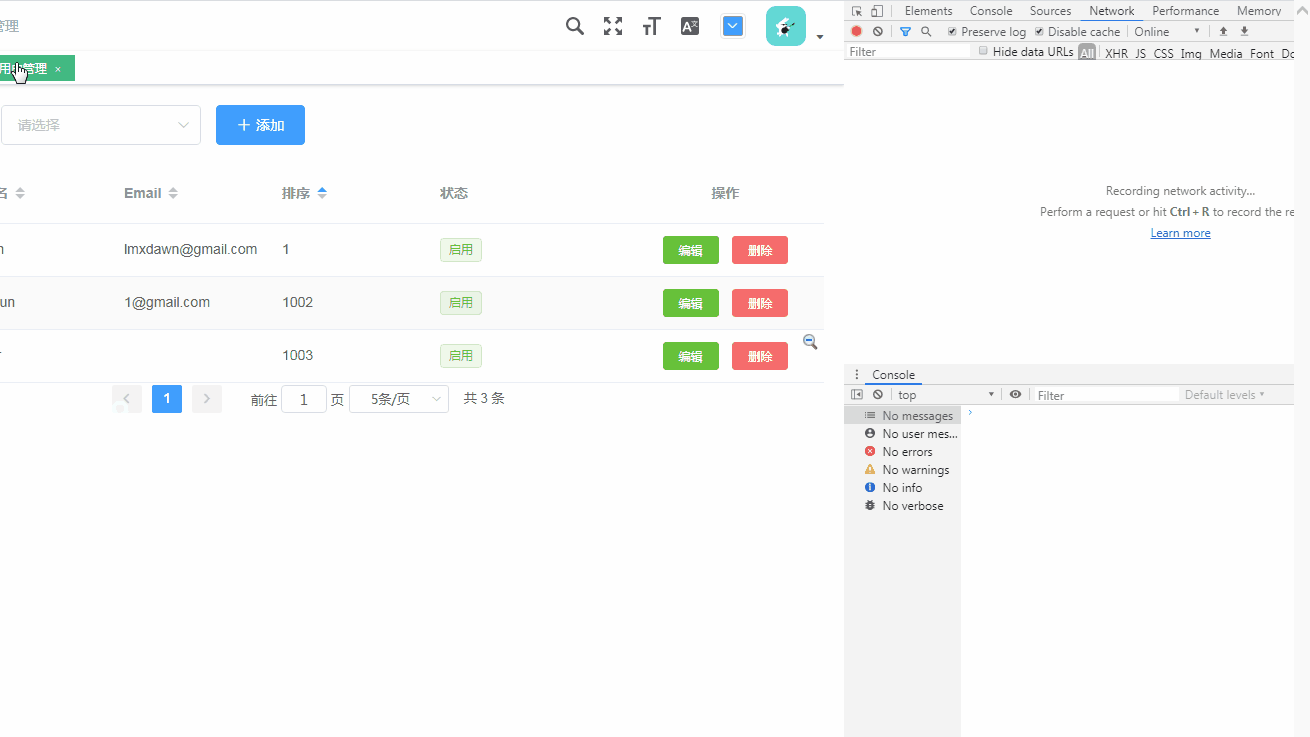 管理
用户管理 ×
请选择
+ 添加
名 Email 排序 状态 操作
lmxdawn@gmail.com 1 启用 编辑 删除
un 1@gmail.com 1002 启用 编辑 删除
1003 启用 编辑 删除
1 前往 1 页 5条/页 共 3 条
Elements Console Sources Network Performance Memory
Preserve log Disable cache Online
Filter Hide data URLs All XHR JS CSS Img Media Font Do
Recording network activity…
Perform a request or hit Ctrl + R to record the re
Learn more
Console
top Filter Default levels
No messages
No user mes...
No errors
No warnings
No info
No verbose